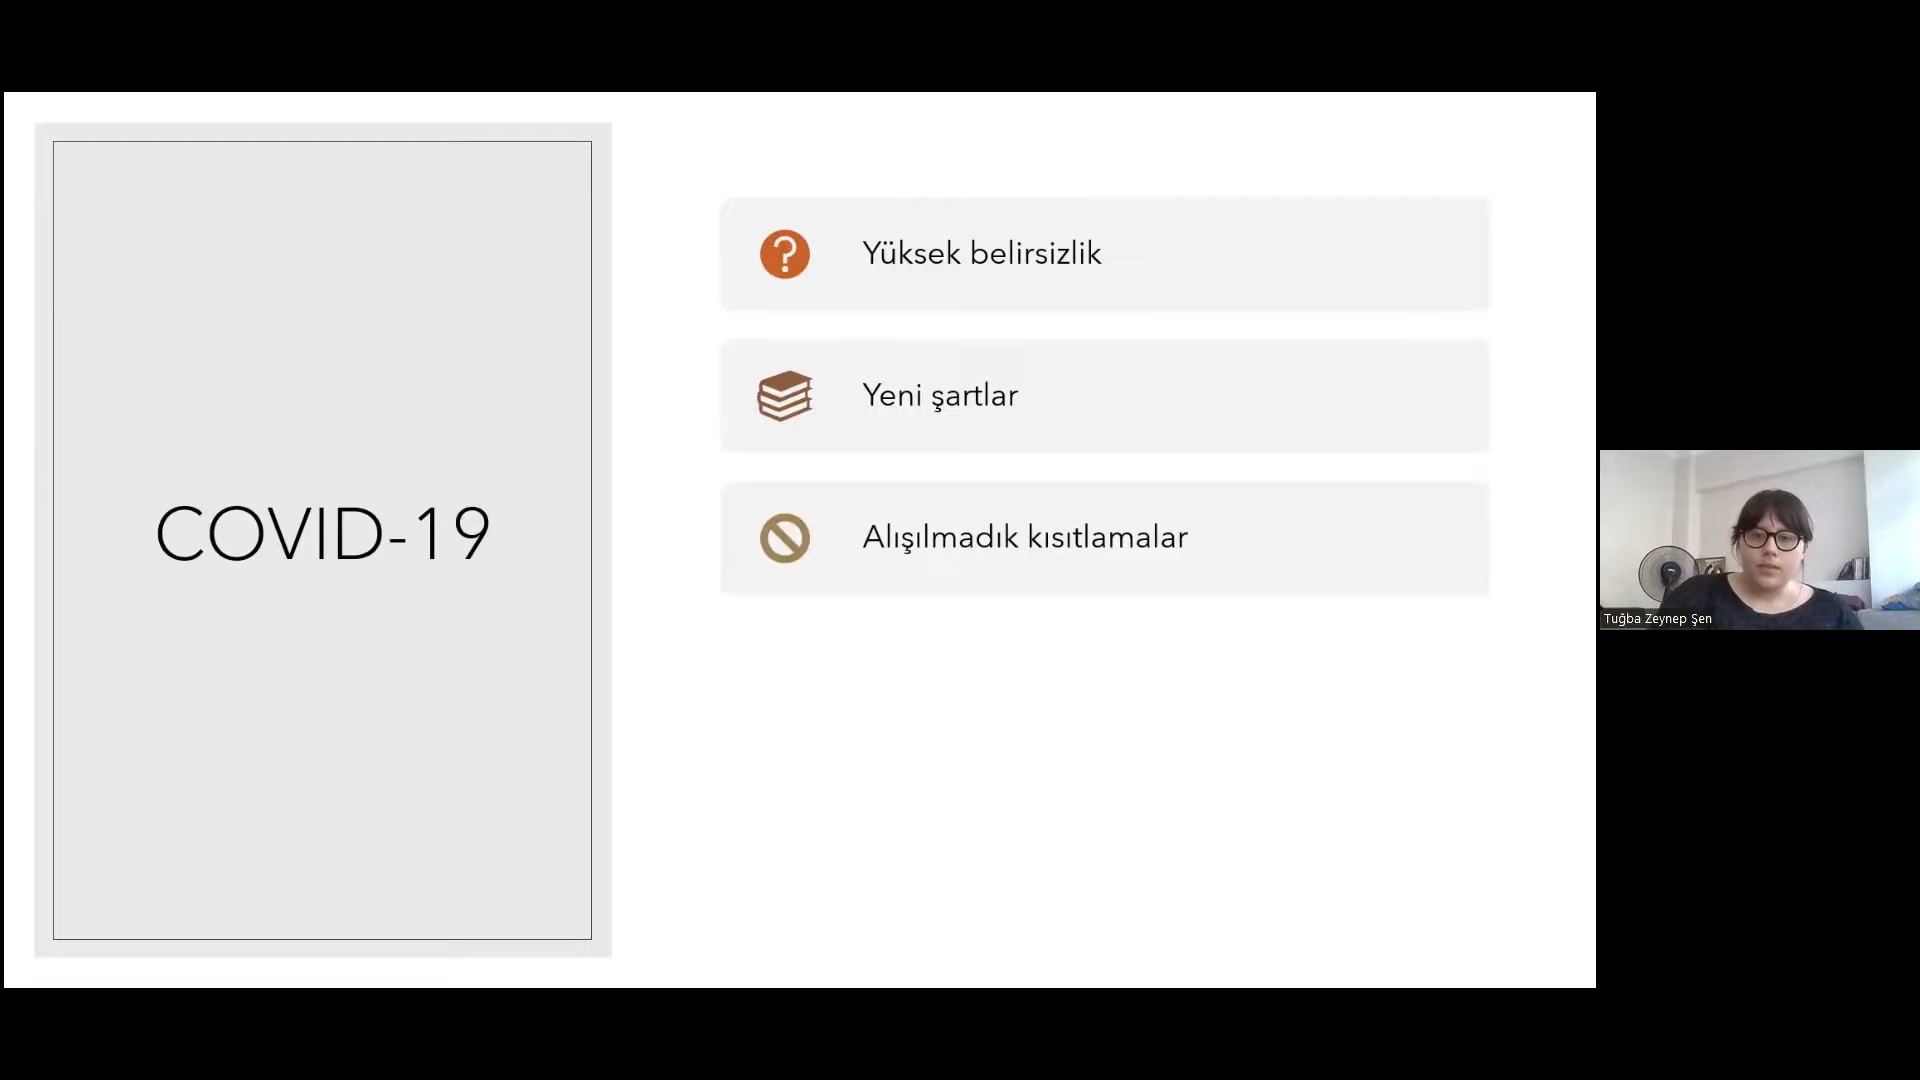 COVID-19
Yüksek belirsizlik
Yeni şartlar
Alışılmadık kısıtlamalar
Tuğba Zeynep Şen